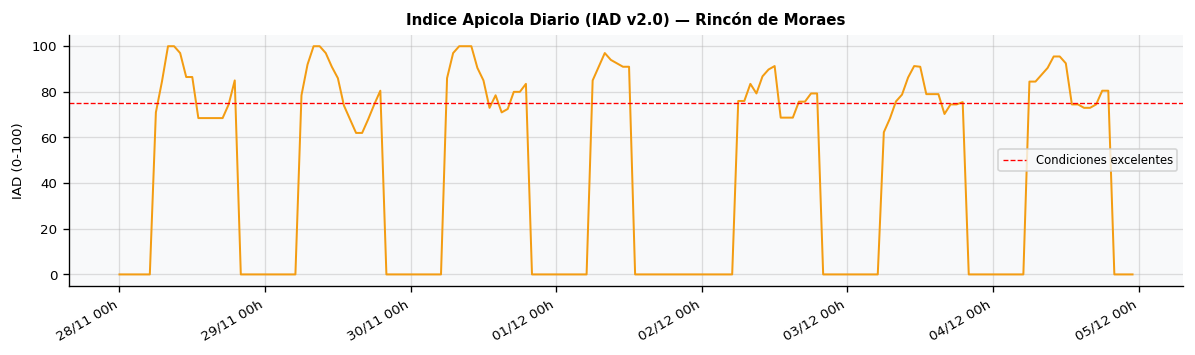 Indice Apicola Diario (IAD v2.0) — Rincón de Moraes
IAD (0-100)
100
80
60
40
20
0
Condiciones excelentes
28/11 00h
29/11 00h
30/11 00h
01/12 00h
02/12 00h
03/12 00h
04/12 00h
05/12 00h